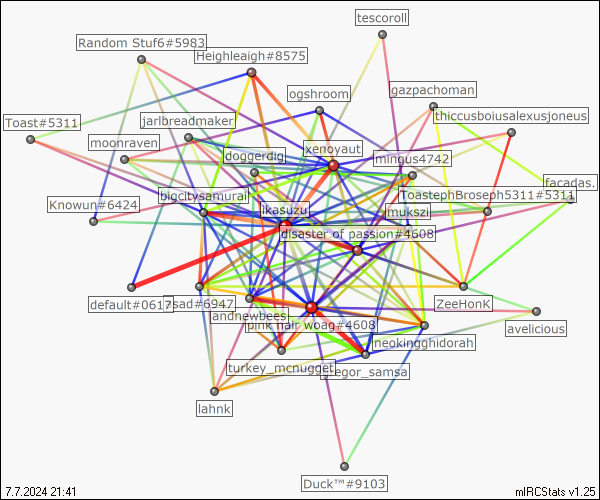 tescoroll
Random Stuf6#5983
Heighleaigh#8575
gazpachoman
ogshroom
thiccusboiusalexusjoneus
Toast#5311
jarlbreadmaker
moonraven
xenoyaut
doggerdig
mingus4742
facadas.
bigcitysamurai
ToastephBroseph5311#5311
Knowun#6424
ikasuzu
mukszi
disaster of passion#4608
default#0617
zsad#6947
ZeeHonK
andnewbees
pink hair woag#4608
avelicious
neokingghidorah
turkey_mcnugget
gregor_samsa
lahnk
Duck™#9103
7.7.2024 21:41
mIRCStats v1.25